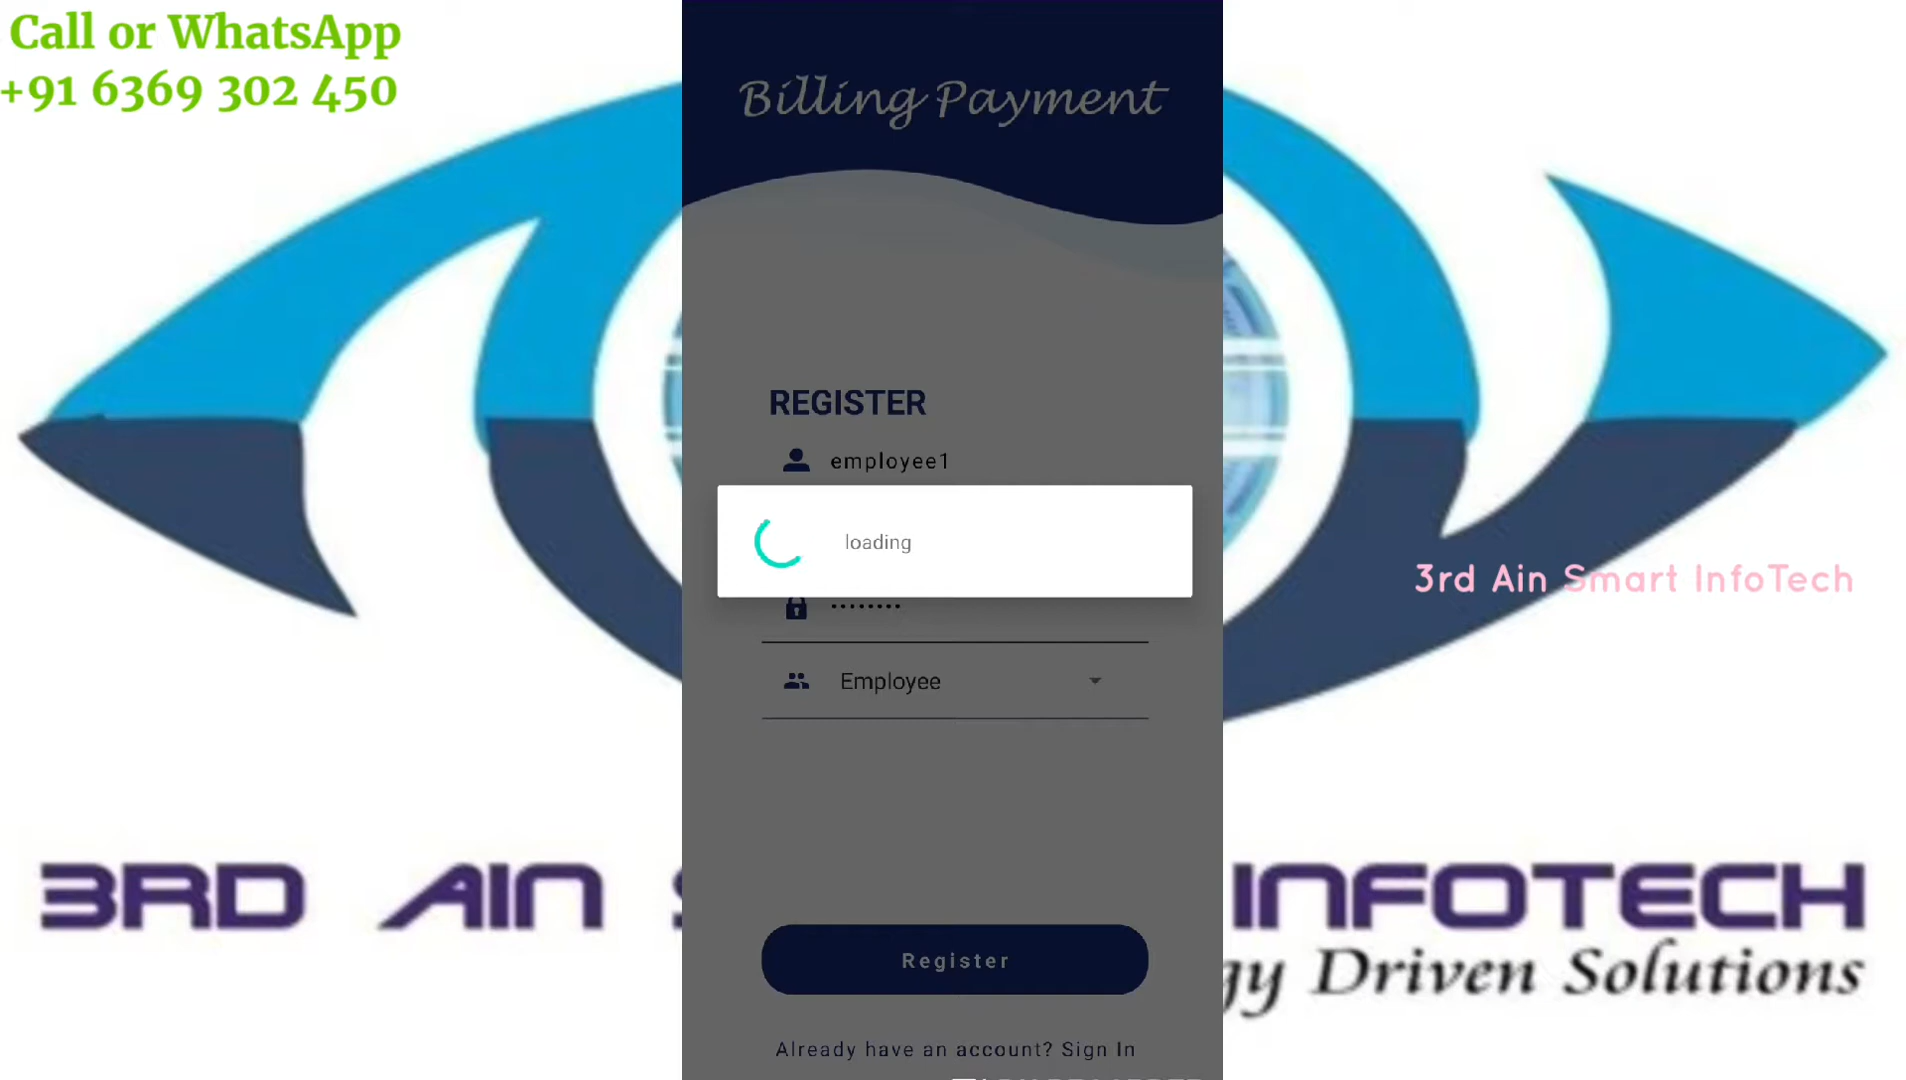 Call or WhatsApp
+91 6369 302 450
Billing Payment
REGISTER
employee1
loading
••••••••
Employee
3rd Ain Smart InfoTech
3RD AIN
INFOTECH
gy Driven Solutions
Register
Already have an account? Sign In